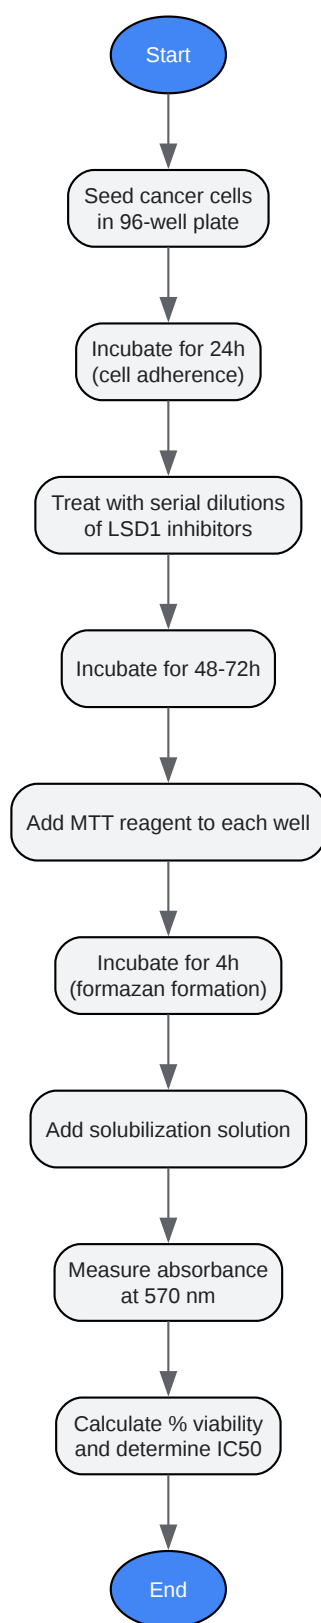 Start
Seed cancer cells
in 96-well plate
Incubate for 24h
(cell adherence)
Treat with serial dilutions
of LSD1 inhibitors
Incubate for 48-72h
Add MTT reagent to each well
Incubate for 4h
(formazan formation)
Add solubilization solution
Measure absorbance
at 570 nm
Calculate % viability
and determine IC50
End